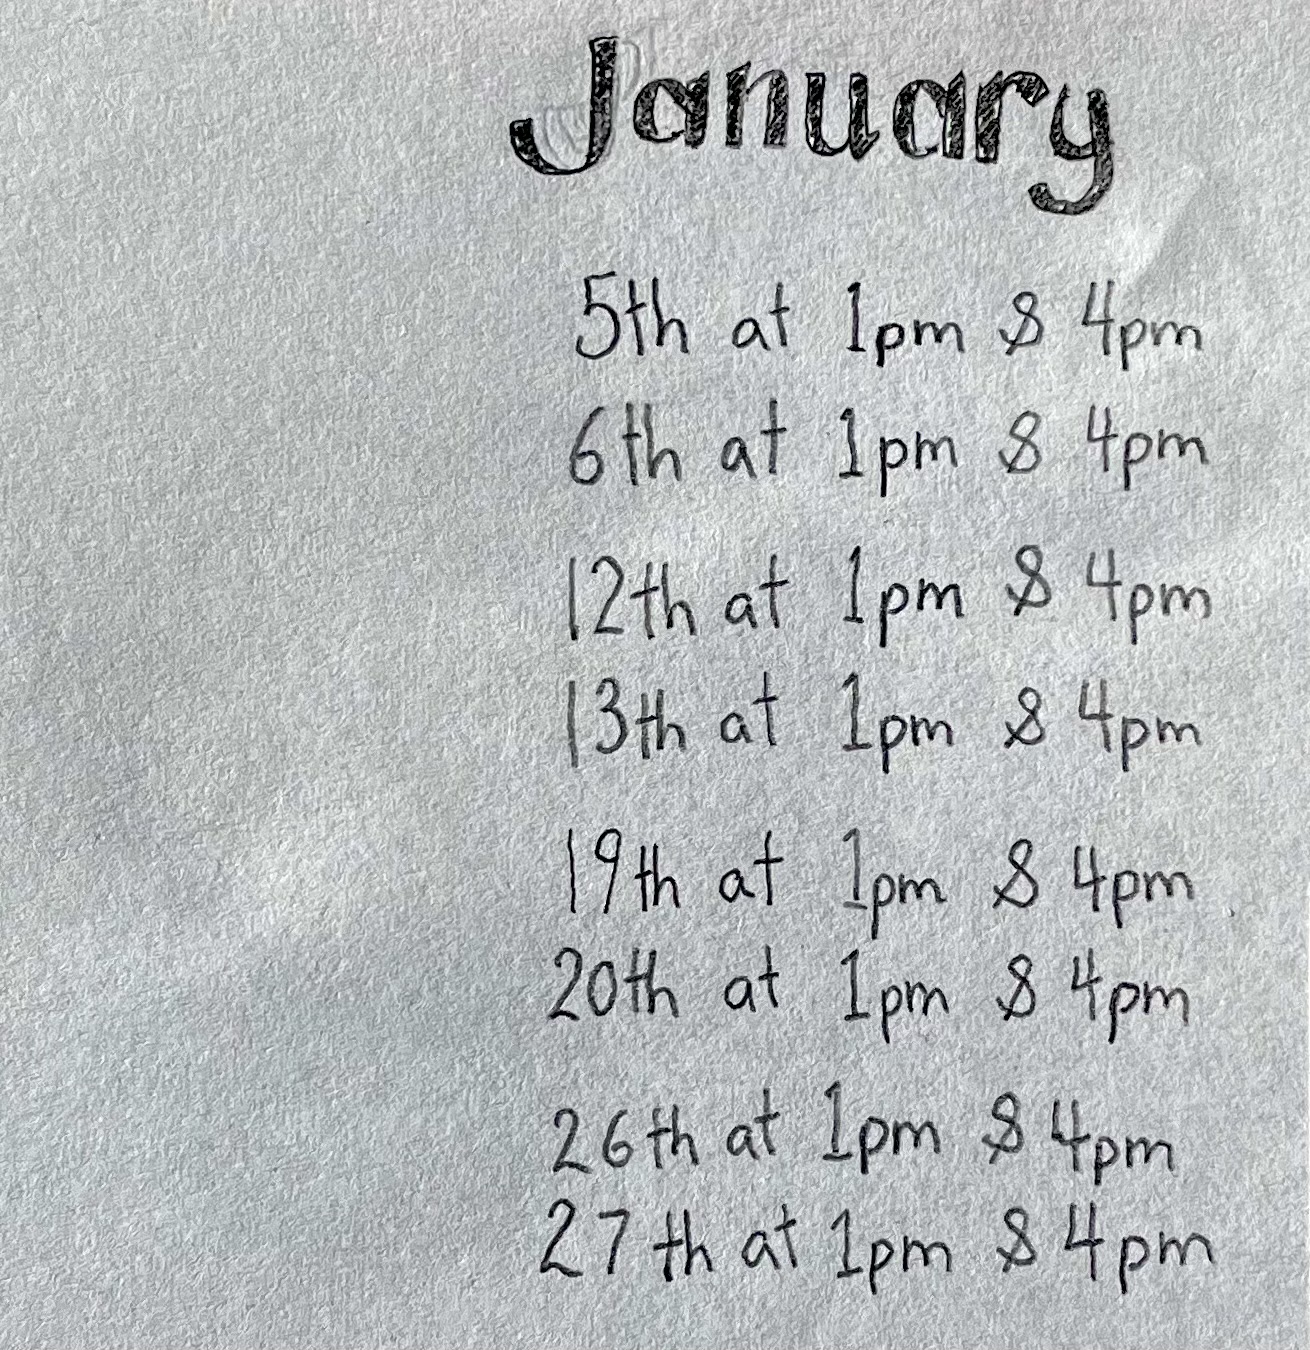 January
5th at 1pm & 4pm
6th at 1pm & 4pm
12th at 1pm & 4pm
13th at 1pm & 4pm
19th at 1pm & 4pm
20th at 1pm & 4pm
26th at 1pm & 4pm
27th at 1pm & 4pm